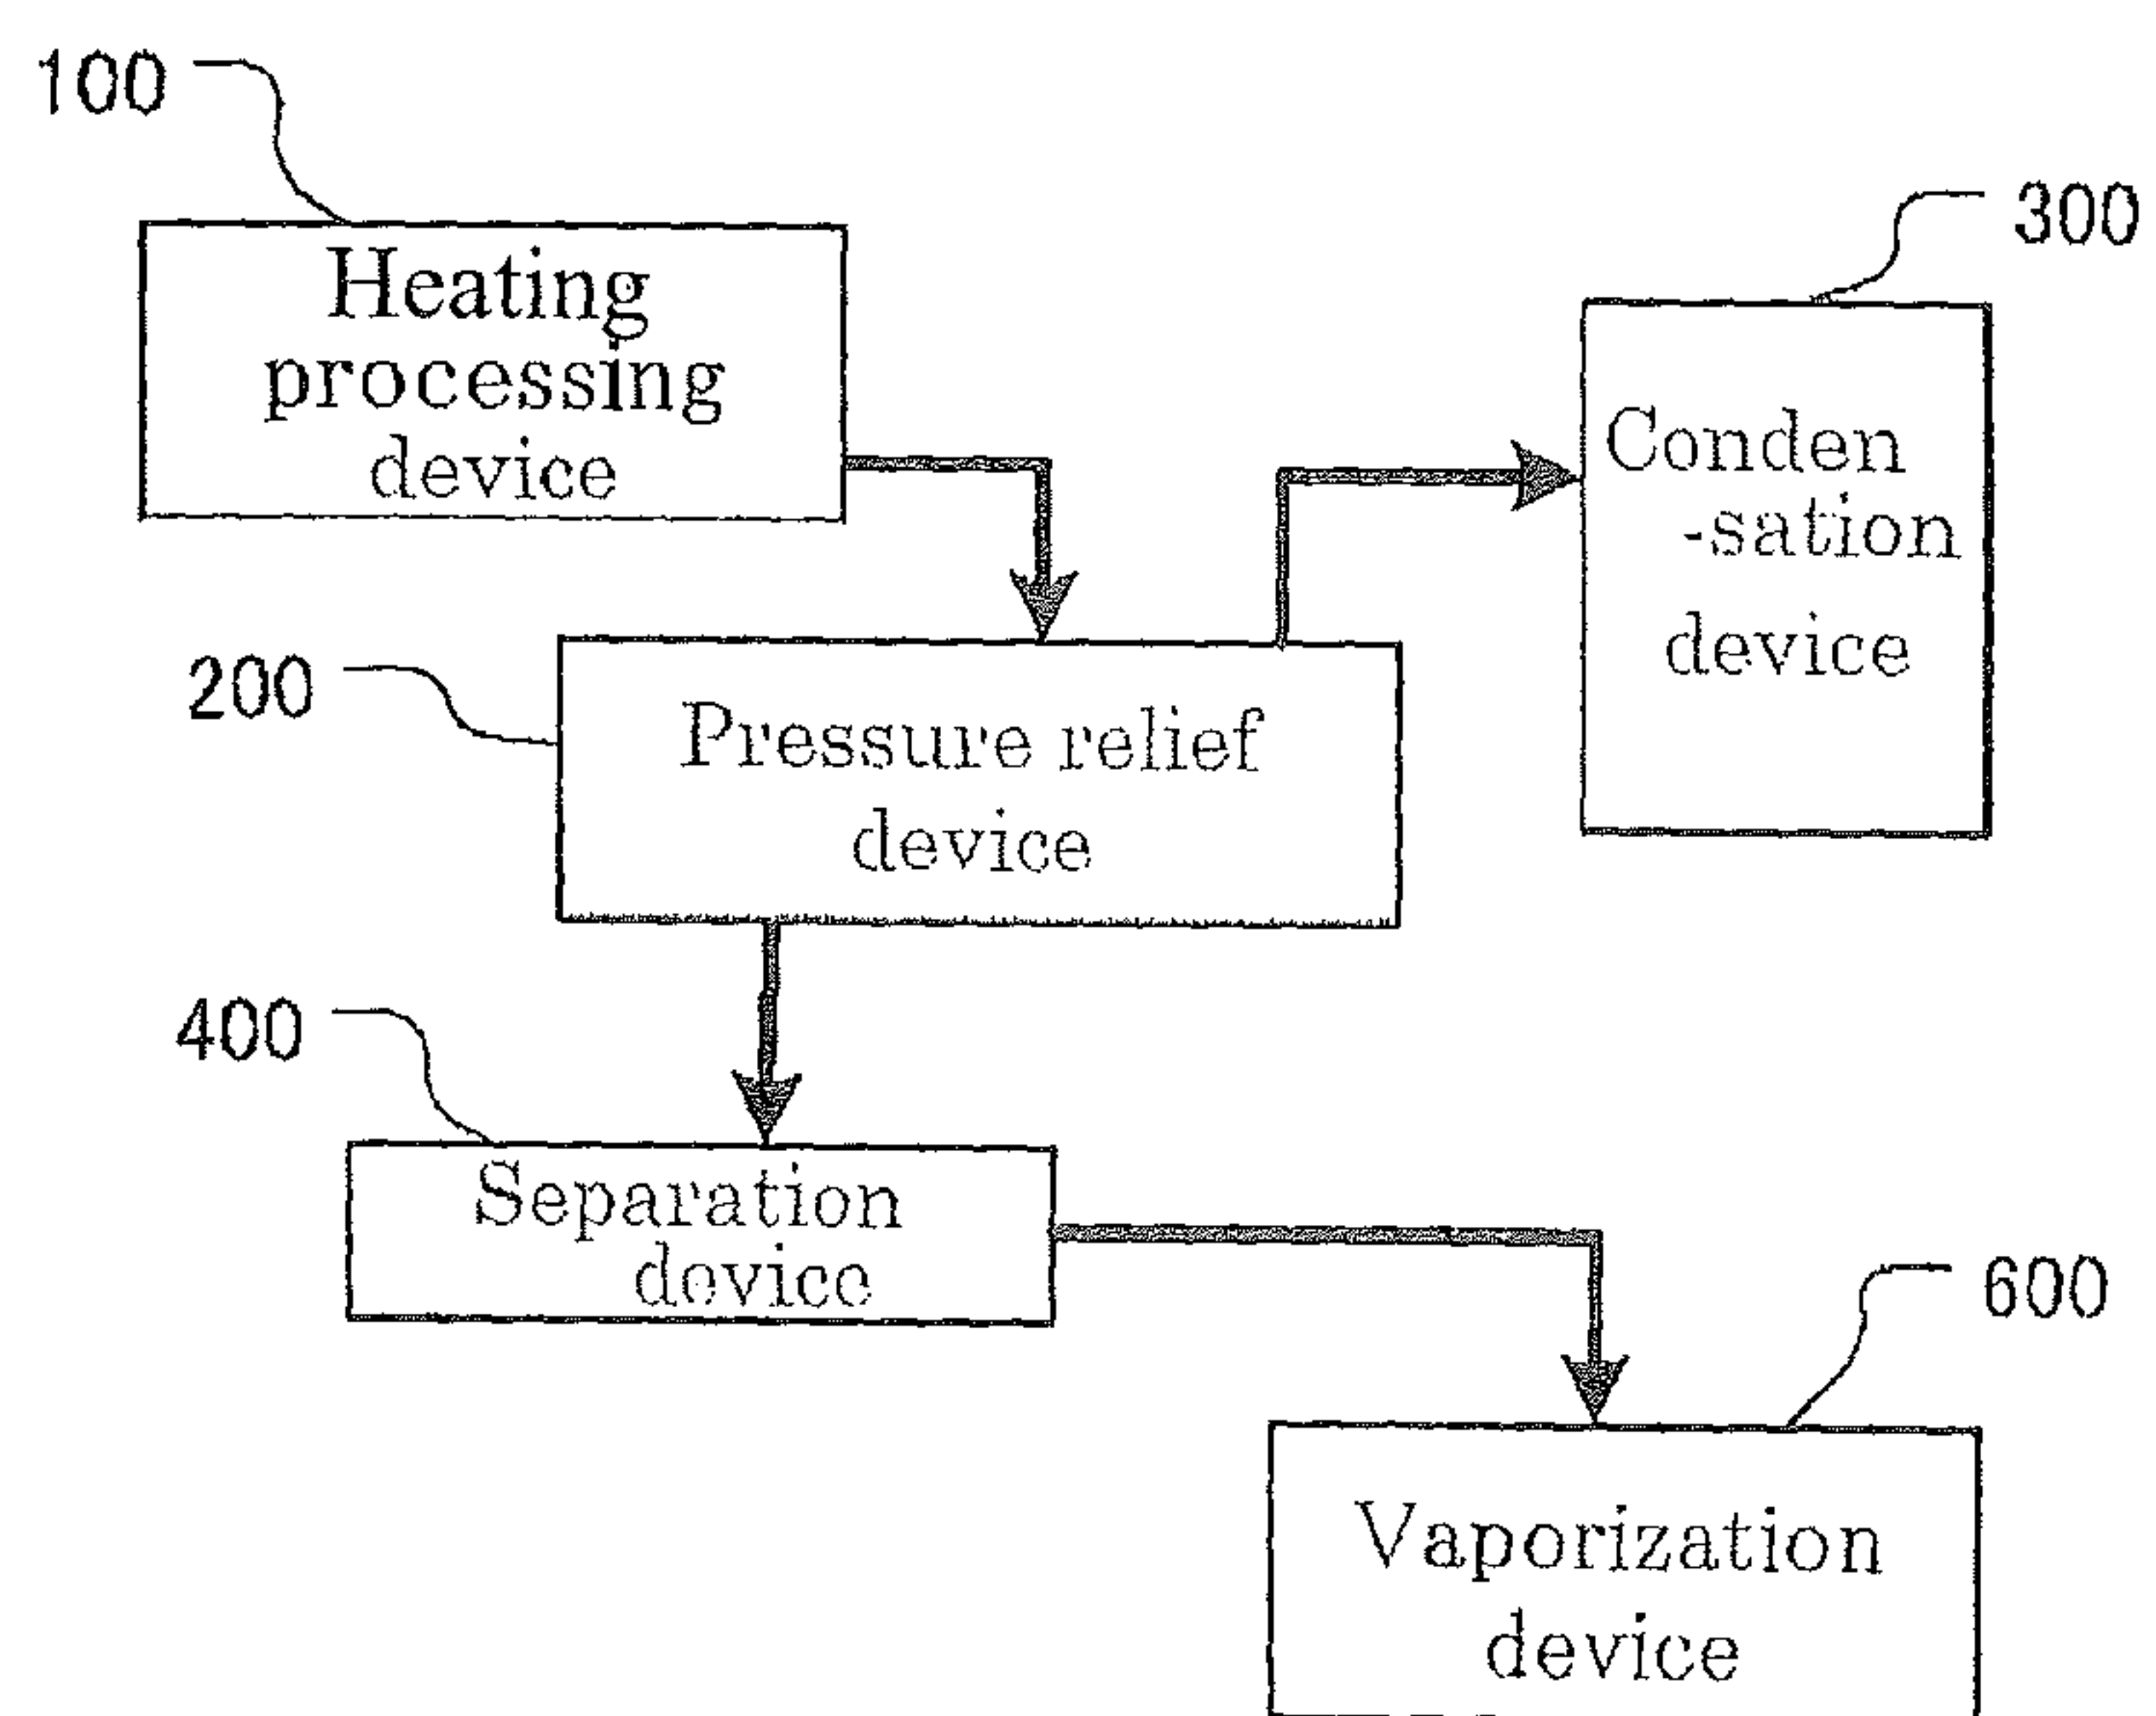 100
Heating
processing
device
300
Conden
-sation
device
200
Pressure relief
device
400
Separation
device
600
Vaporization
device